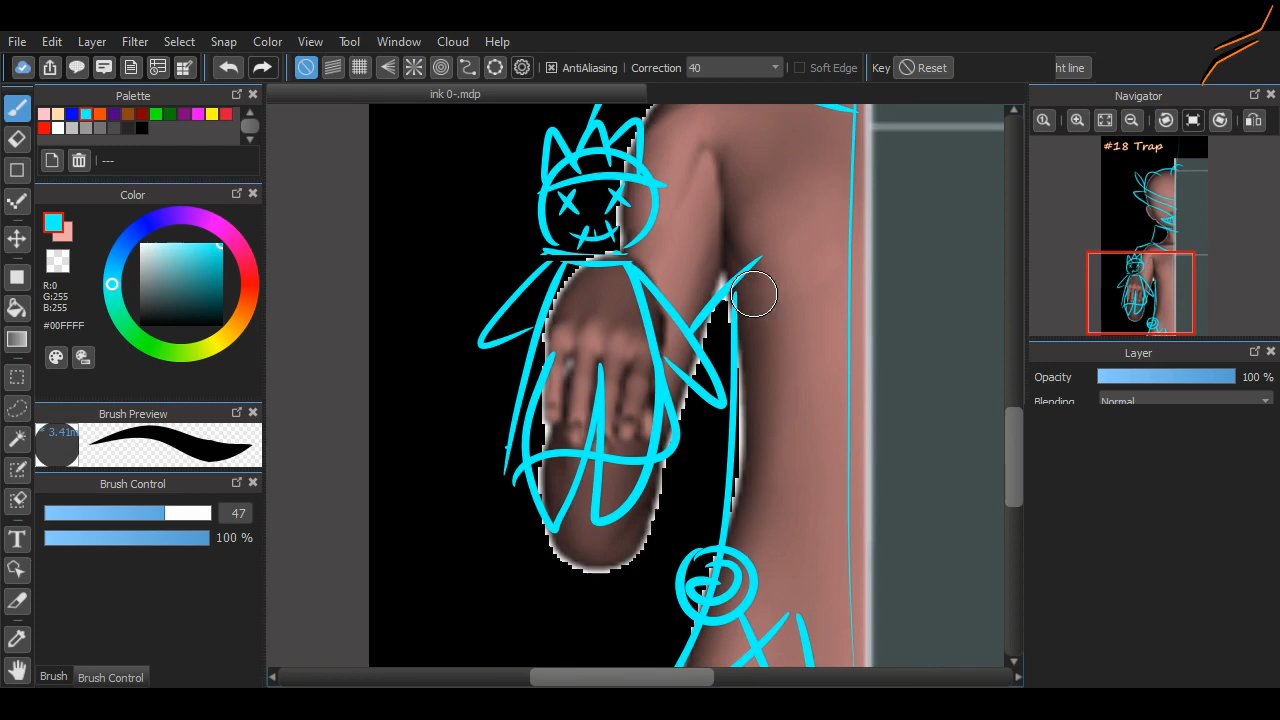 File Edit Layer Filter Select Snap Color View Tool Window Cloud Help
AntiAliasing Correction 40 Soft Edge Key Reset ht line
Palette
ink 0-.mdp
Navigator
---
#18 Trap
Color
R:0
G:255
B:255
#00FFFF
Layer
Opacity 100 %
Blending Normal
Brush Preview
3.41m
Brush Control
47
100 %
Brush Brush Control